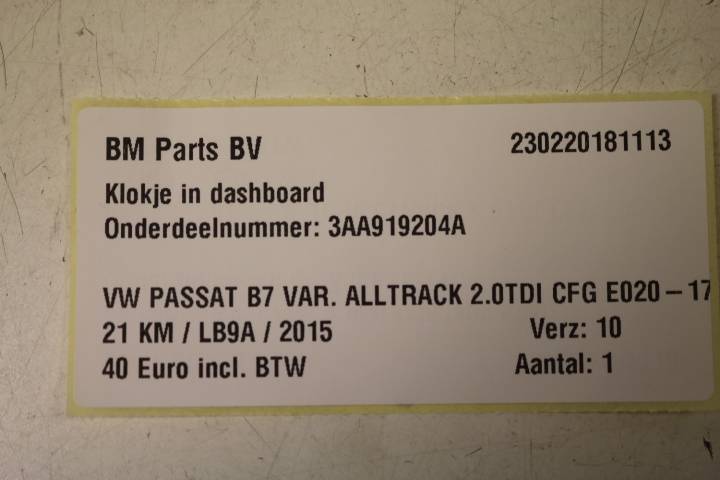 BM Parts BV 230220181113
Klokje in dashboard
Onderdeelnummer: 3AA919204A
VW PASSAT B7 VAR. ALLTRACK 2.0TDI CFG E020-17
21 KM / LB9A / 2015 Verz: 10
40 Euro incl. BTW Aantal: 1